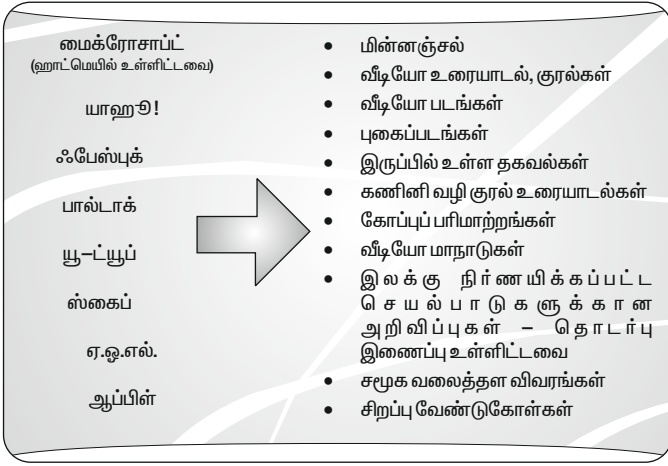 மைக்ரோசாப்ட்
(ஹாட்மெயில் உள்ளிட்டவை)
யாஹூ!
ஃபேஸ்புக்
பால்டாக்
யூ–ட்யூப்
ஸ்கைப்
ஏ.ஓ.எல்.
ஆப்பிள்
• மின்னஞ்சல்
• வீடியோ உரையாடல், குரல்கள்
• வீடியோ படங்கள்
• புகைப்படங்கள்
• இருப்பில் உள்ள தகவல்கள்
• கணினி வழி குரல் உரையாடல்கள்
• கோப்புப் பரிமாற்றங்கள்
• வீடியோ மாநாடுகள்
• இலக்கு நிர்ணயிக்கப்பட்ட
செயல்பாடுகளுக்கான
அறிவிப்புகள் – தொடர்பு
இணைப்பு உள்ளிட்டவை
• சமூக வலைத்தள விவரங்கள்
• சிறப்பு வேண்டுகோள்கள்